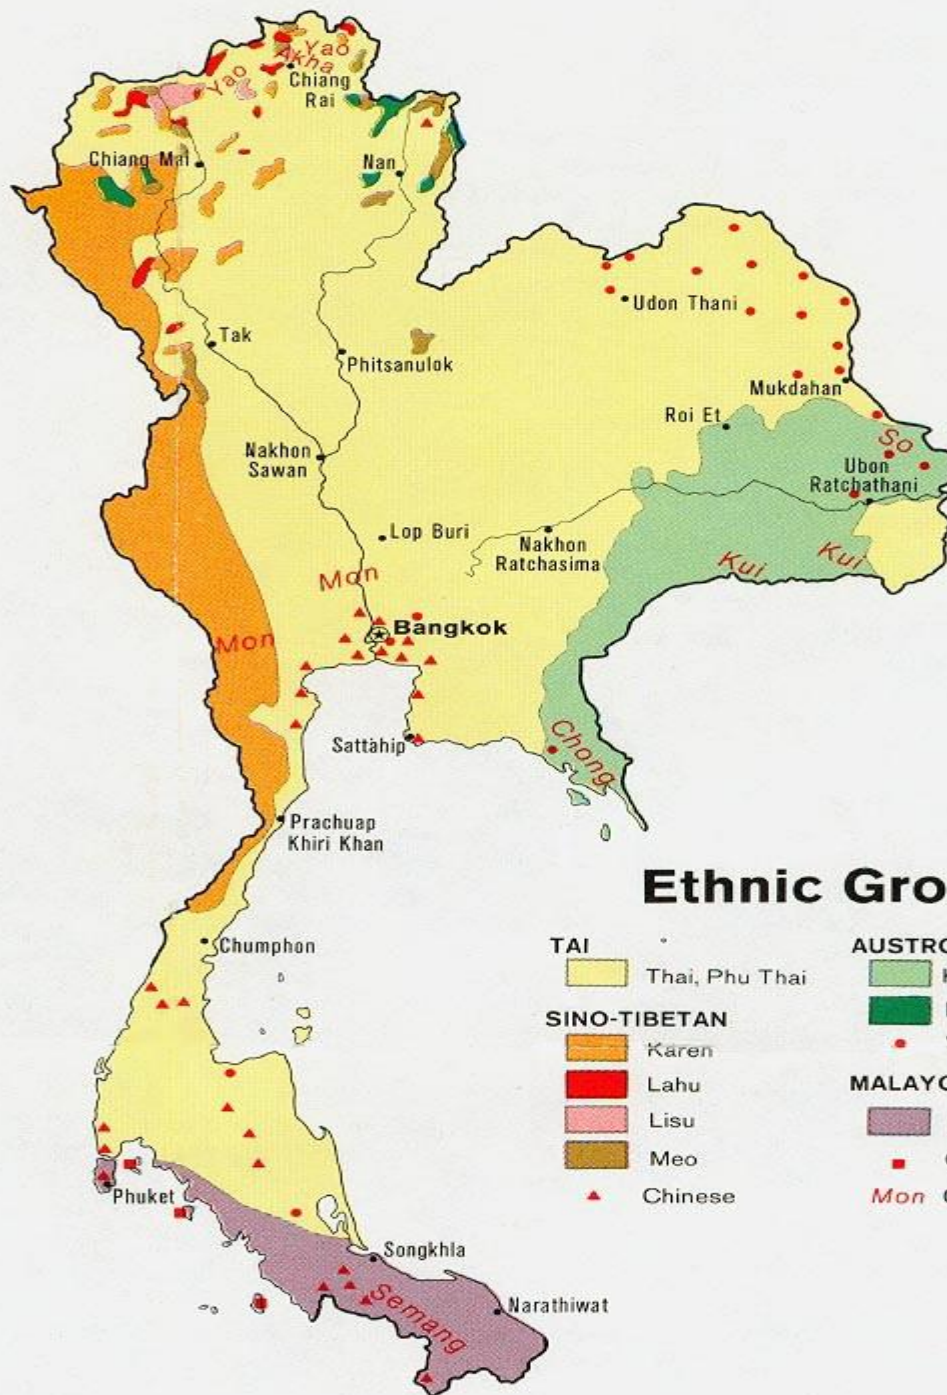 Yao
Yao
Akha
Chiang
Rai
Chiang Mai
Nan
Udon Thani
Tak
Phitsanulok
Mukdahan
Roi Et
So
Nakhon
Sawan
Ubon
Ratchathani
Lop Buri
Nakhon
Ratchasima
Kui
Kui
Mon
Bangkok
Mon
Sattahip
Chong
Prachuap
Khiri Khan
Ethnic Gro
Chumphon
TAI
Thai, Phu Thai
SINO-TIBETAN
Karen
Lahu
Lisu
Meo
Chinese
AUSTRO
MALAYO
Mon
Phuket
Songkhla
Semang
Narathiwat